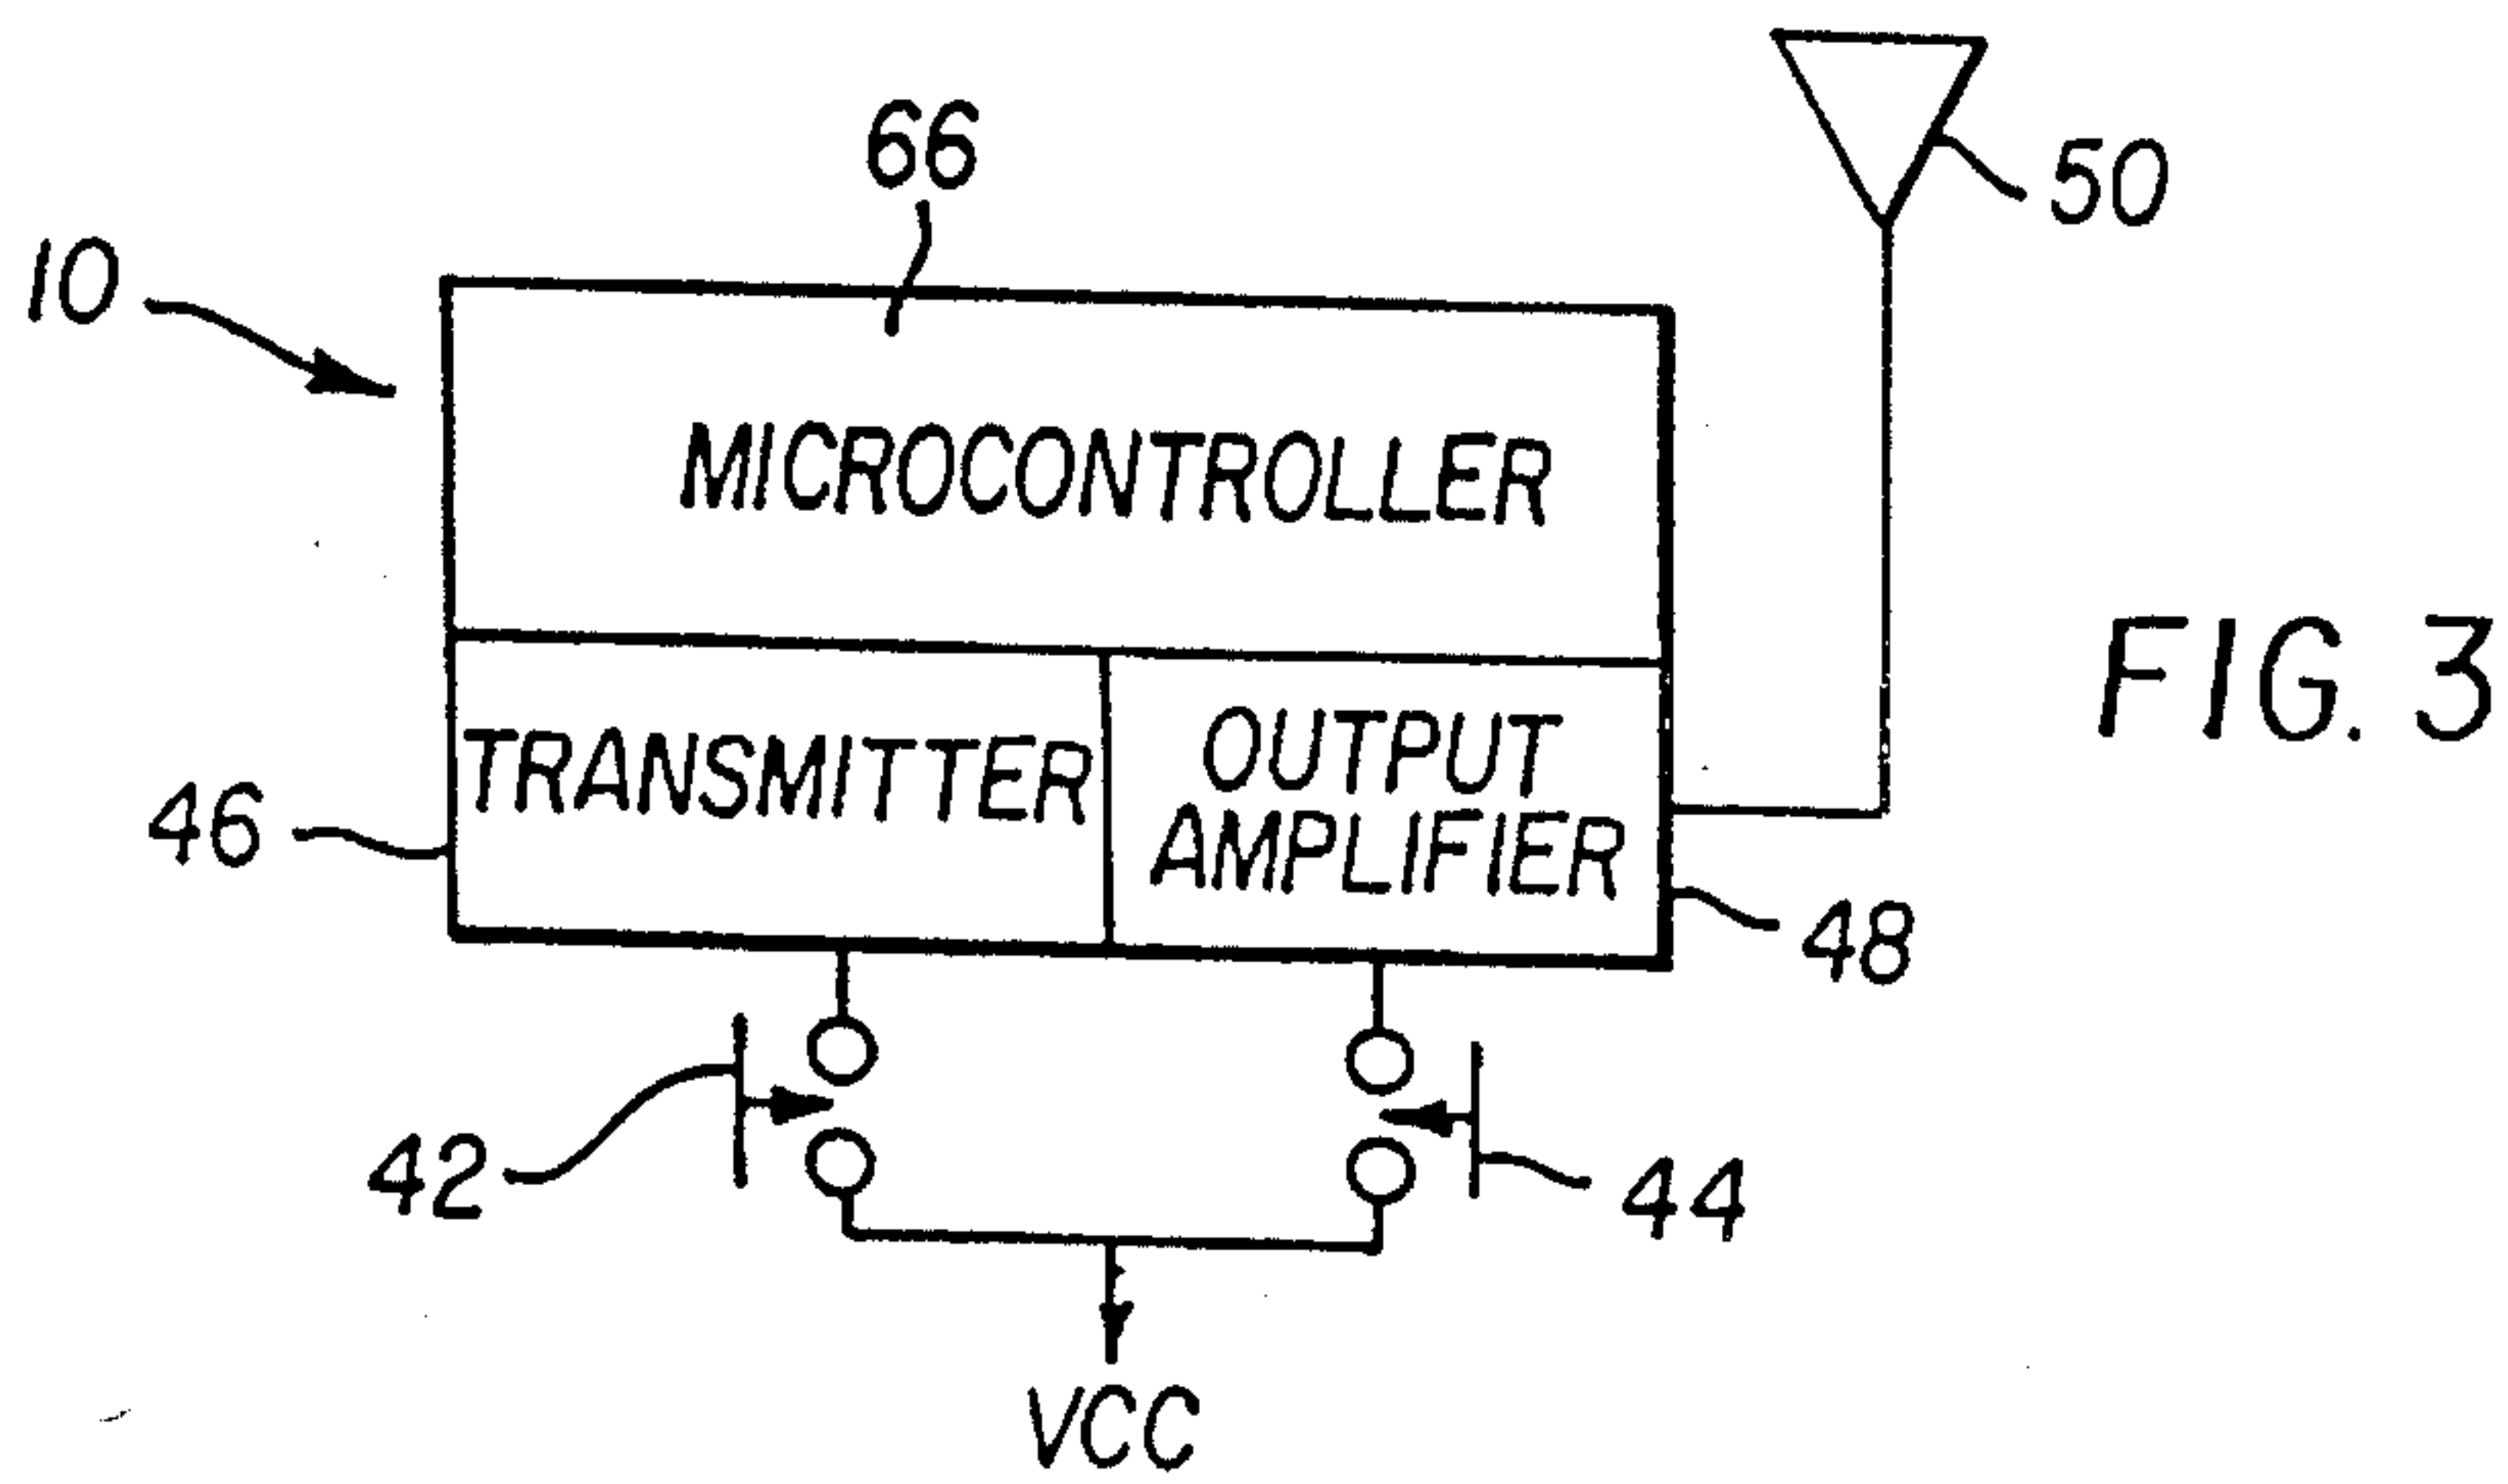 66
50
10
MICROCONTROLLER
FIG. 3
TRANSMITTER
OUTPUT
AMPLIFIER
46
48
42
44
VCC